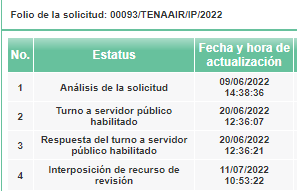 Folio de la solicitud: 00093/TENAAIR/IP/2022
No. Estatus Fecha y hora de actualización
1 Análisis de la solicitud 09/06/2022 14:38:36
2 Turno a servidor público habilitado 20/06/2022 12:36:07
3 Respuesta del turno a servidor público habilitado 20/06/2022 12:36:21
4 Interposición de recurso de revisión 11/07/2022 10:53:22